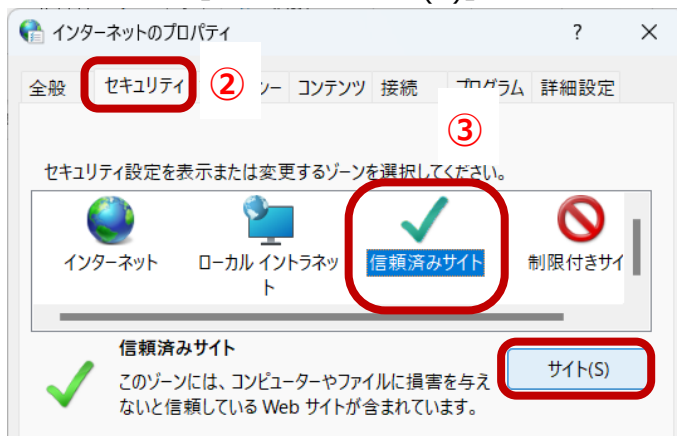 インターネットのプロパティ ? ×
全般 セキュリティ ② コンテンツ 接続 プログラム 詳細設定
③
セキュリティ設定を表示または変更するゾーンを選択してください。
インターネット ローカル イントラネット 信頼済みサイト 制限付きサイ
信頼済みサイト
このゾーンには、コンピューターやファイルに損害を与え
ないと信頼している Web サイトが含まれています。
サイト(S)